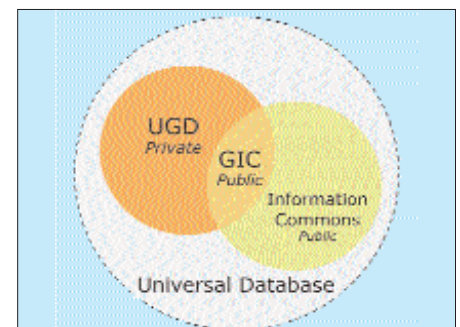 UGD
Private
GIC
Public
Information
Commons
Public
Universal Database